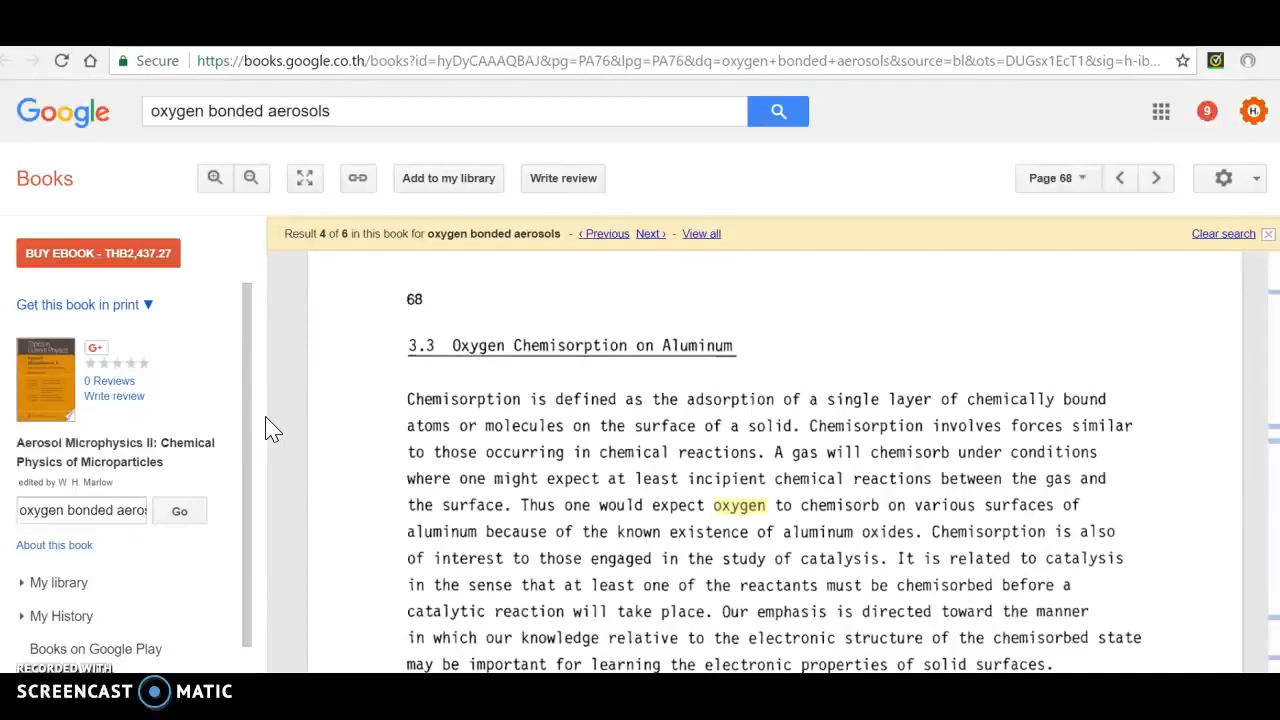 Secure https://books.google.co.th/books?id=hyDyCAAAQBAJ&pg=PA76&lpg=PA76&dq=oxygen+bonded+aerosols&source=bl&ots=DUGsx1EcT1&sig=h-ib...
Google oxygen bonded aerosols 9 H.
Books Add to my library Write review Page 68
Result 4 of 6 in this book for oxygen bonded aerosols - ‹ Previous Next › - View all Clear search
BUY EBOOK - THB2,437.27
Get this book in print ▼
G+
0 Reviews
Write review
Aerosol Microphysics II: Chemical
Physics of Microparticles
edited by W. H. Marlow
oxygen bonded aeros Go
About this book
My library
My History
Books on Google Play
68
3.3 Oxygen Chemisorption on Aluminum
Chemisorption is defined as the adsorption of a single layer of chemically bound
atoms or molecules on the surface of a solid. Chemisorption involves forces similar
to those occurring in chemical reactions. A gas will chemisorb under conditions
where one might expect at least incipient chemical reactions between the gas and
the surface. Thus one would expect oxygen to chemisorb on various surfaces of
aluminum because of the known existence of aluminum oxides. Chemisorption is also
of interest to those engaged in the study of catalysis. It is related to catalysis
in the sense that at least one of the reactants must be chemisorbed before a
catalytic reaction will take place. Our emphasis is directed toward the manner
in which our knowledge relative to the electronic structure of the chemisorbed state
may be important for learning the electronic properties of solid surfaces.
RECORDED WITH
SCREENCAST MATIC